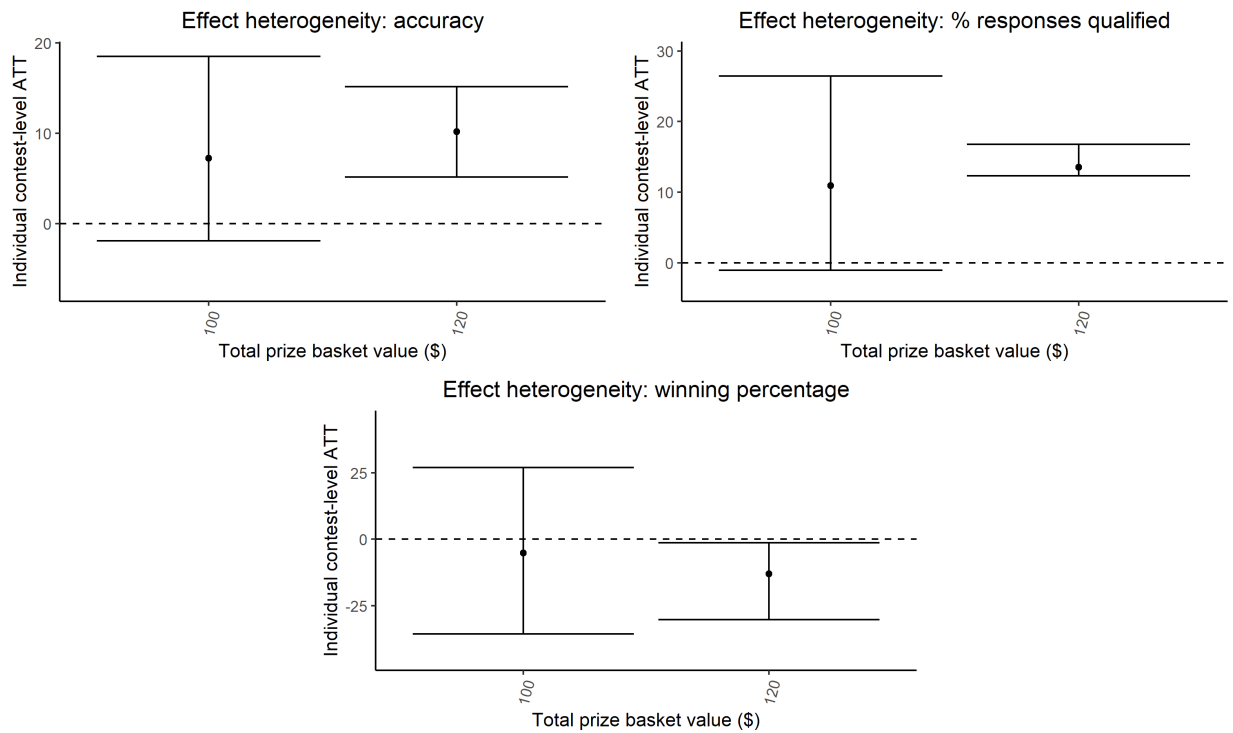 Effect heterogeneity: accuracy
Individual contest-level ATT
20
10
0
100
120
Total prize basket value ($)
Effect heterogeneity: % responses qualified
Individual contest-level ATT
30
20
10
0
100
120
Total prize basket value ($)
Effect heterogeneity: winning percentage
Individual contest-level ATT
25
0
-25
100
120
Total prize basket value ($)